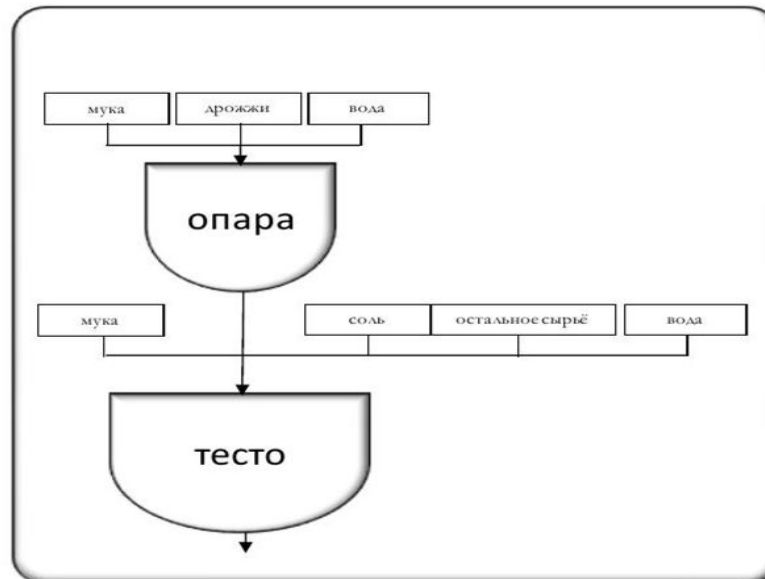 мука дрожжи вода
опара
мука соль остальное сырьё вода
тесто